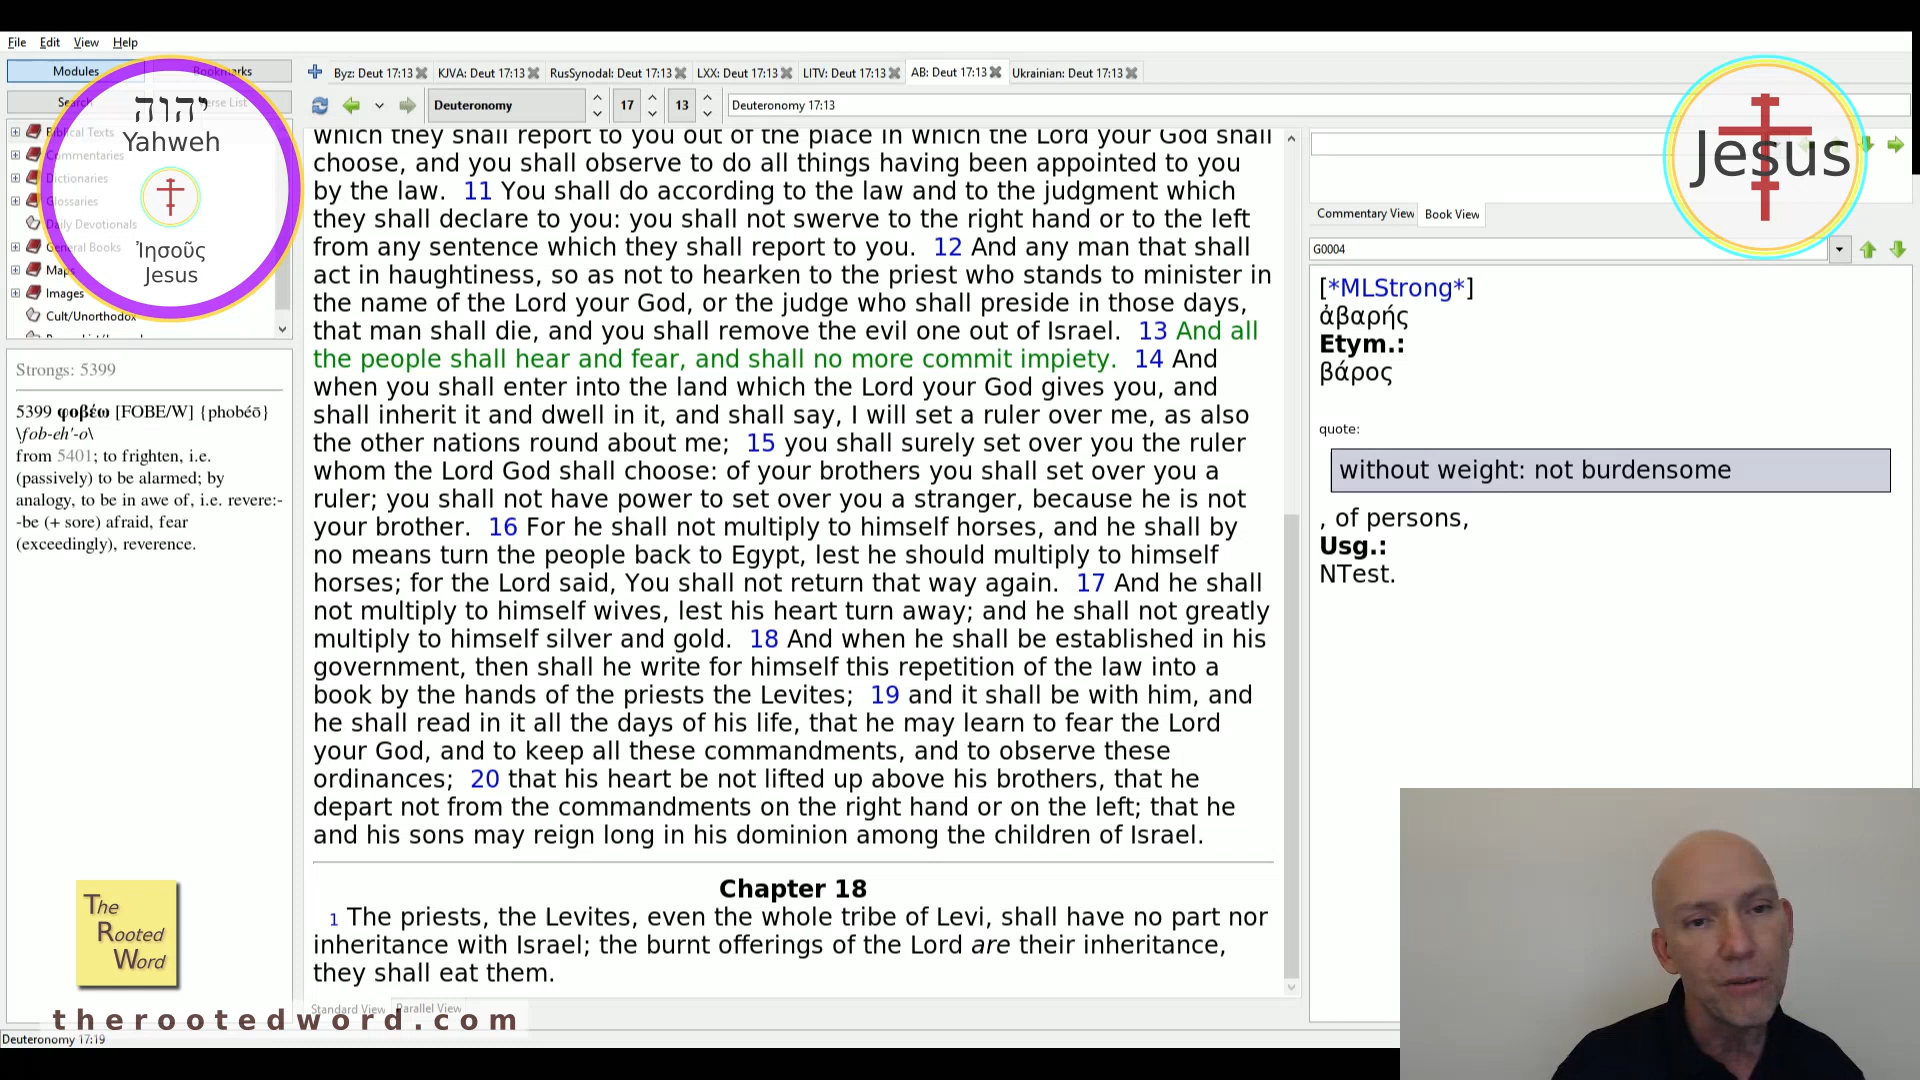 File Edit View Help
Modules Bookmarks
Search Verse List
Biblical Texts
Commentaries
Dictionaries
Glossaries
Daily Devotionals
General Books
Maps
Images
Cult/Unorthodox
יהוה
Yahweh
Ἰησοῦς
Jesus
Strongs: 5399
5399 φοβέω [FOBE/W] {phobéō}
\fob-eh'-o\
from 5401; to frighten, i.e.
(passively) to be alarmed; by
analogy, to be in awe of, i.e. revere:-
-be (+ sore) afraid, fear
(exceedingly), reverence.
The
Rooted
Word
therootedword.com
Deuteronomy 17:19
Byz: Deut 17:13 KJVA: Deut 17:13 RusSynodal: Deut 17:13 LXX: Deut 17:13 LITV: Deut 17:13 AB: Deut 17:13 Ukrainian: Deut 17:13
Deuteronomy 17 13 Deuteronomy 17:13
which they shall report to you out of the place in which the Lord your God shall
choose, and you shall observe to do all things having been appointed to you
by the law. 11 You shall do according to the law and to the judgment which
they shall declare to you: you shall not swerve to the right hand or to the left
from any sentence which they shall report to you. 12 And any man that shall
act in haughtiness, so as not to hearken to the priest who stands to minister in
the name of the Lord your God, or the judge who shall preside in those days,
that man shall die, and you shall remove the evil one out of Israel. 13 And all
the people shall hear and fear, and shall no more commit impiety. 14 And
when you shall enter into the land which the Lord your God gives you, and
shall inherit it and dwell in it, and shall say, I will set a ruler over me, as also
the other nations round about me; 15 you shall surely set over you the ruler
whom the Lord God shall choose: of your brothers you shall set over you a
ruler; you shall not have power to set over you a stranger, because he is not
your brother. 16 For he shall not multiply to himself horses, and he shall by
no means turn the people back to Egypt, lest he should multiply to himself
horses; for the Lord said, You shall not return that way again. 17 And he shall
not multiply to himself wives, lest his heart turn away; and he shall not greatly
multiply to himself silver and gold. 18 And when he shall be established in his
government, then shall he write for himself this repetition of the law into a
book by the hands of the priests the Levites; 19 and it shall be with him, and
he shall read in it all the days of his life, that he may learn to fear the Lord
your God, and to keep all these commandments, and to observe these
ordinances; 20 that his heart be not lifted up above his brothers, that he
depart not from the commandments on the right hand or on the left; that he
and his sons may reign long in his dominion among the children of Israel.
Chapter 18
1 The priests, the Levites, even the whole tribe of Levi, shall have no part nor
inheritance with Israel; the burnt offerings of the Lord are their inheritance,
they shall eat them.
Standard View Parallel View
Jesus
Commentary View Book View
G0004
[*MLStrong*]
ἀβαρής
Etym.:
βάρος
quote:
without weight: not burdensome
, of persons,
Usg.:
NTest.